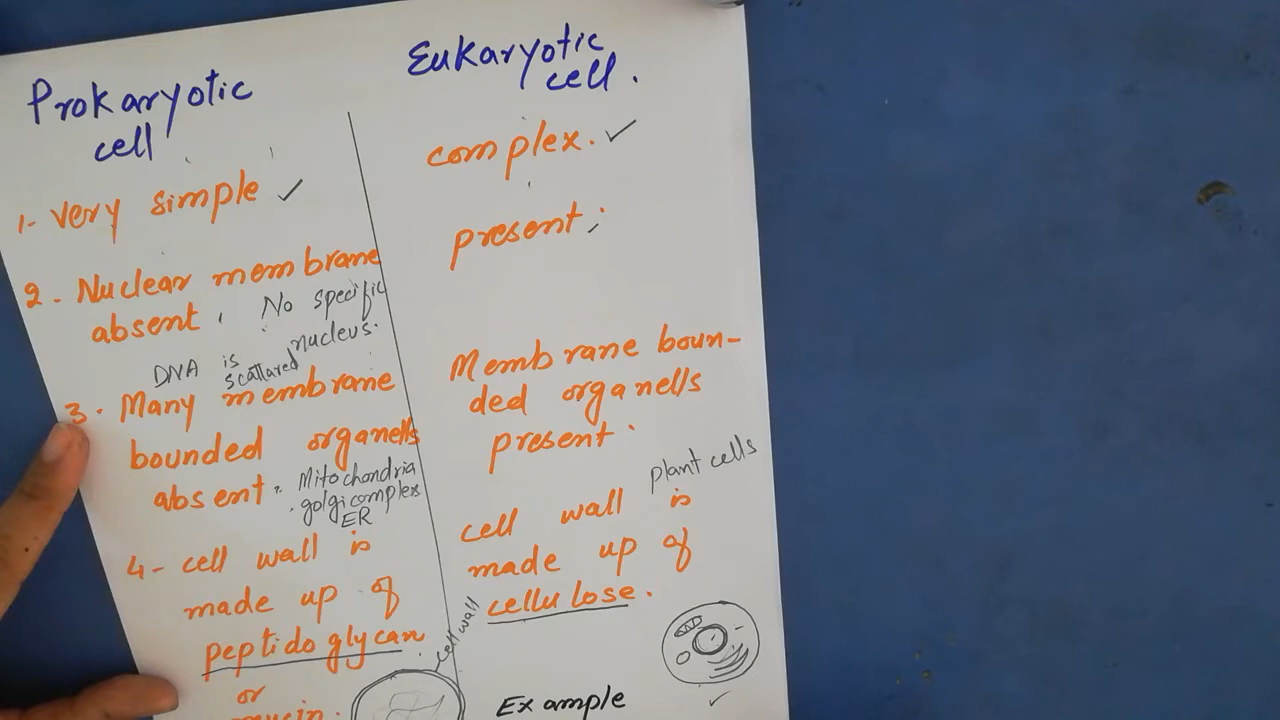 Prokaryotic
cell
1- Very simple
2. Nuclear membrane
absent.
No specific
nucleus.
DNA is
scattared
3. Many membrane
bounded organells
absent.
Mitochondria
golgi complex
ER
4- cell wall is
made up of
peptidoglycan
or
cell wall
Eukaryotic
cell.
complex.
present.
Membrane boun-
ded organells
present.
plant cells
cell wall is
made up of
cellulose.
Example